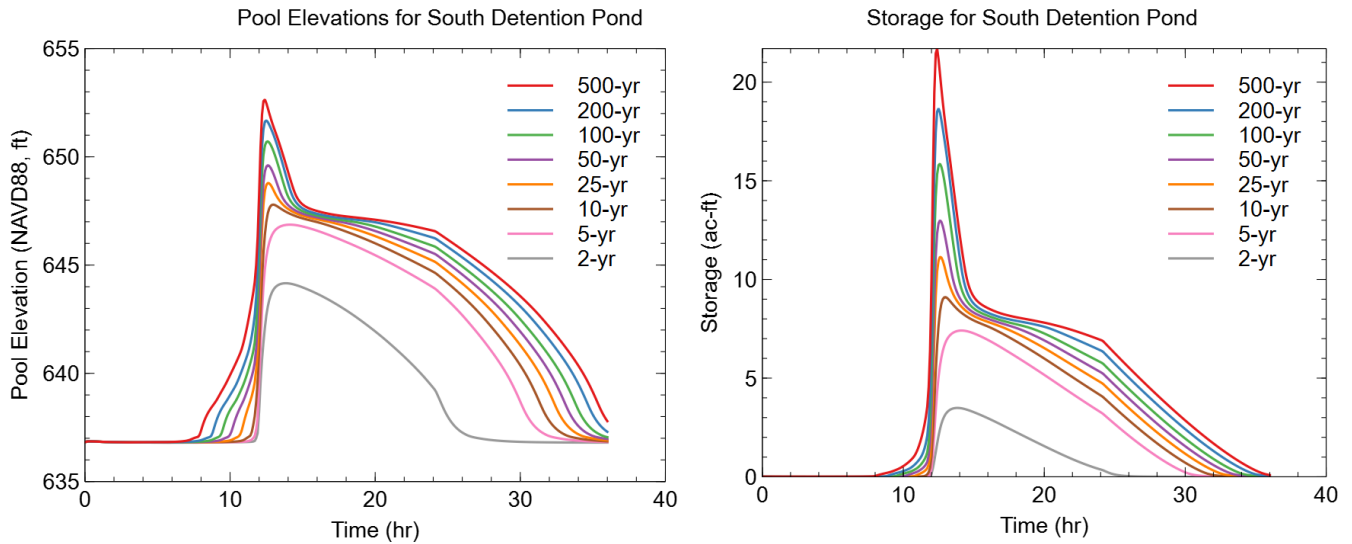 Pool Elevations for South Detention Pond
655
650
645
640
635
Pool Elevation (NAVD88, ft)
500-yr
200-yr
100-yr
50-yr
25-yr
10-yr
5-yr
2-yr
0 10 20 30 40
Time (hr)
Storage for South Detention Pond
20
15
10
5
0
Storage (ac-ft)
500-yr
200-yr
100-yr
50-yr
25-yr
10-yr
5-yr
2-yr
0 10 20 30 40
Time (hr)